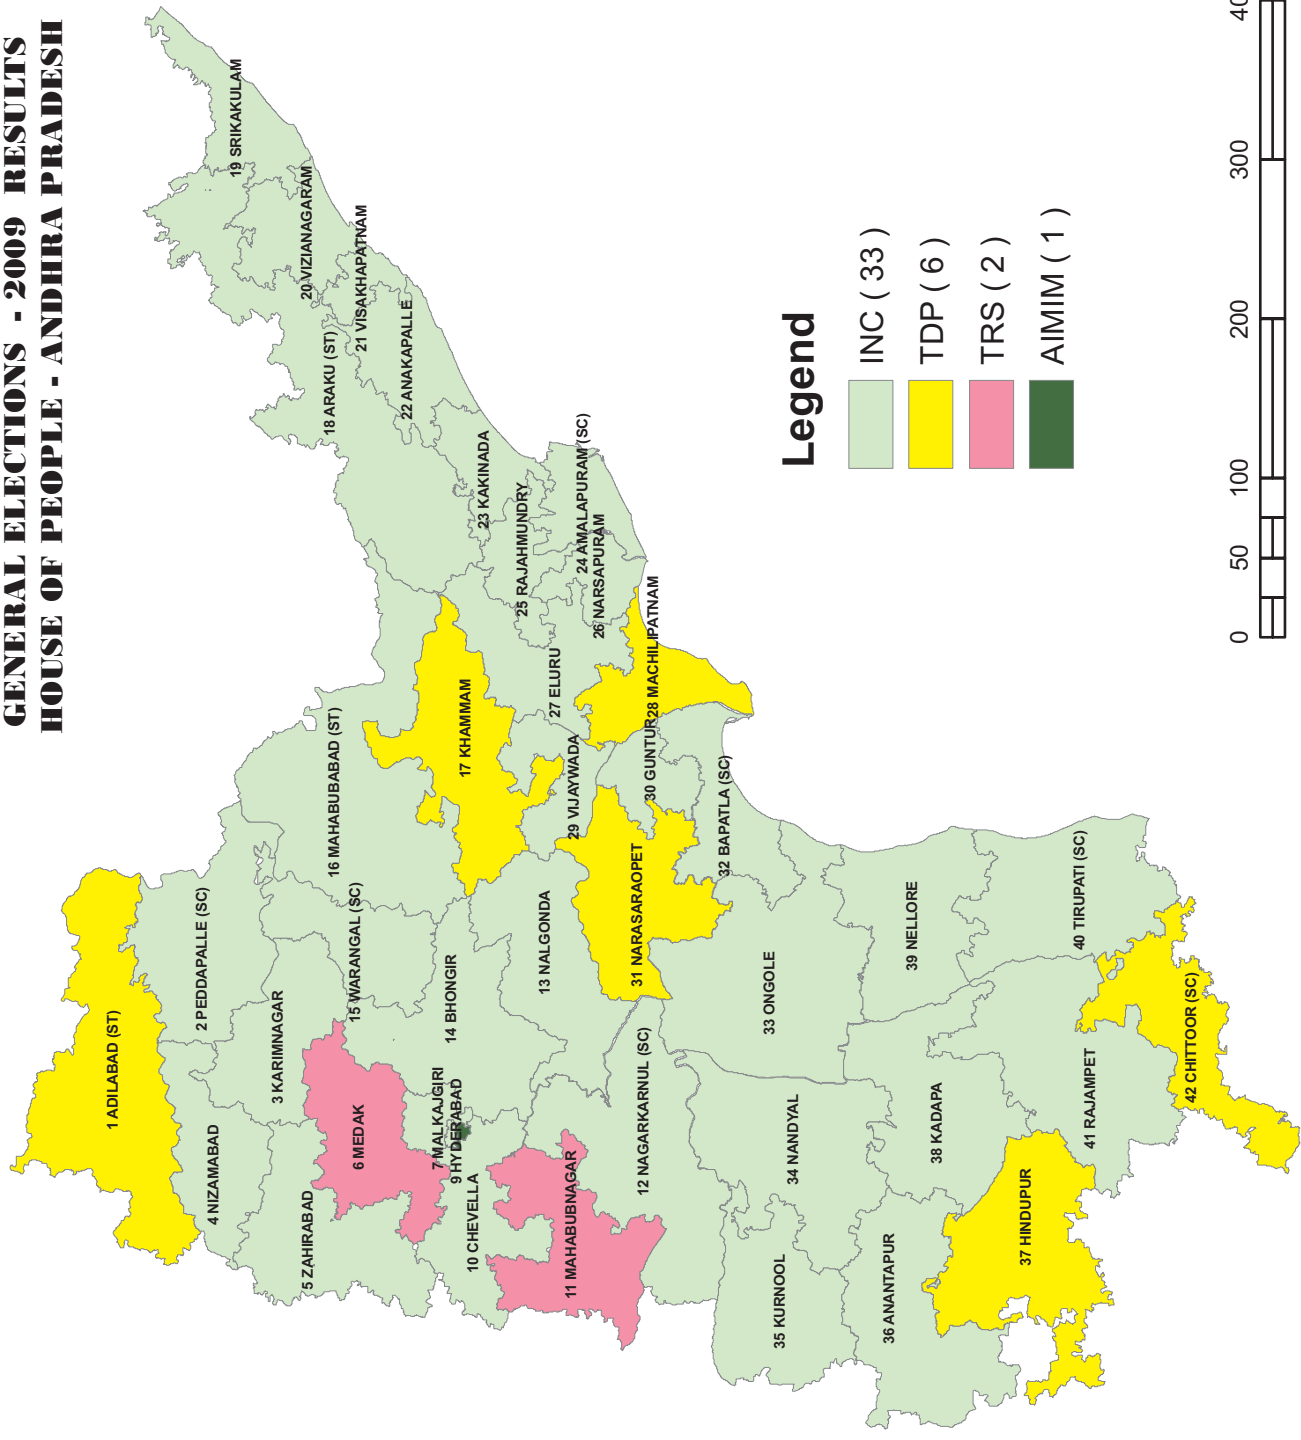 GENERAL ELECTIONS - 2009 RESULTS
HOUSE OF PEOPLE - ANDHRA PRADESH
1 ADILABAD (ST)
2 PEDDAPALLE (SC)
3 KARIMNAGAR
4 NIZAMABAD
5 ZAHIRABAD
6 MEDAK
7 MALKAJGIRI
9 HYDERABAD
10 CHEVELLA
11 MAHABUBNAGAR
12 NAGARKARNUL (SC)
13 NALGONDA
14 BHONGIR
15 WARANGAL (SC)
16 MAHABUBABAD (ST)
17 KHAMMAM
18 ARAKU (ST)
19 SRIKAKULAM
20 VIZIANAGARAM
21 VISAKHAPATNAM
22 ANAKAPALLE
23 KAKINADA
24 AMALAPURAM (SC)
25 RAJAHMUNDRY
26 NARSAPURAM
27 ELURU
28 MACHILIPATNAM
29 VIJAYWADA
30 GUNTUR
31 NARASARAOPET
32 BAPATLA (SC)
33 ONGOLE
34 NANDYAL
35 KURNOOL
36 ANANTAPUR
37 HINDUPUR
38 KADAPA
39 NELLORE
40 TIRUPATI (SC)
41 RAJAMPET
42 CHITTOOR (SC)
Legend
INC ( 33 )
TDP ( 6 )
TRS ( 2 )
AIMIM ( 1 )
0 50 100 200 300